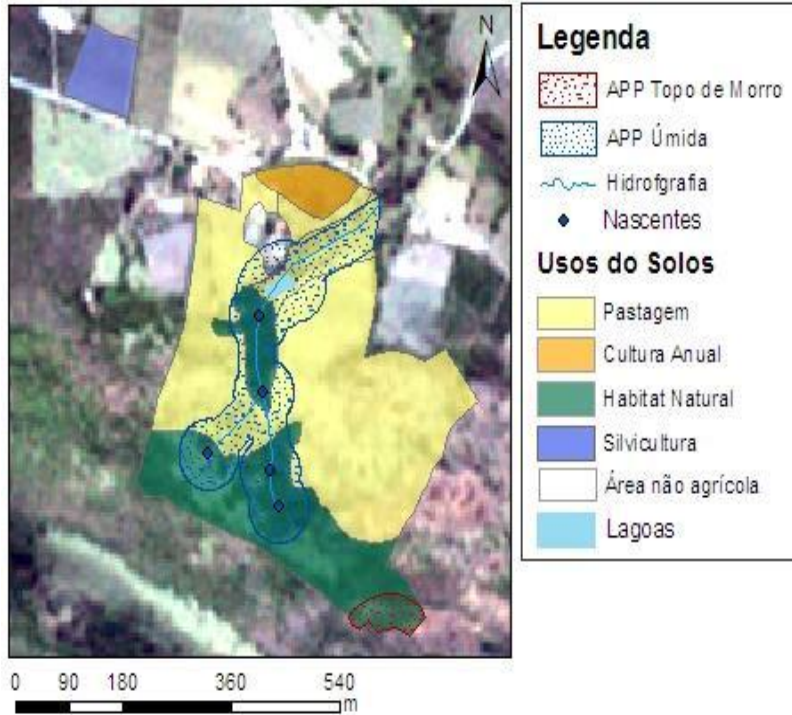 N
Legenda
APP Topo de Morro
APP Úmida
Hidrofgrafia
Nascentes
Usos do Solos
Pastagem
Cultura Anual
Habitat Natural
Silvicultura
Área não agrícola
Lagoas
0 90 180 360 540
m